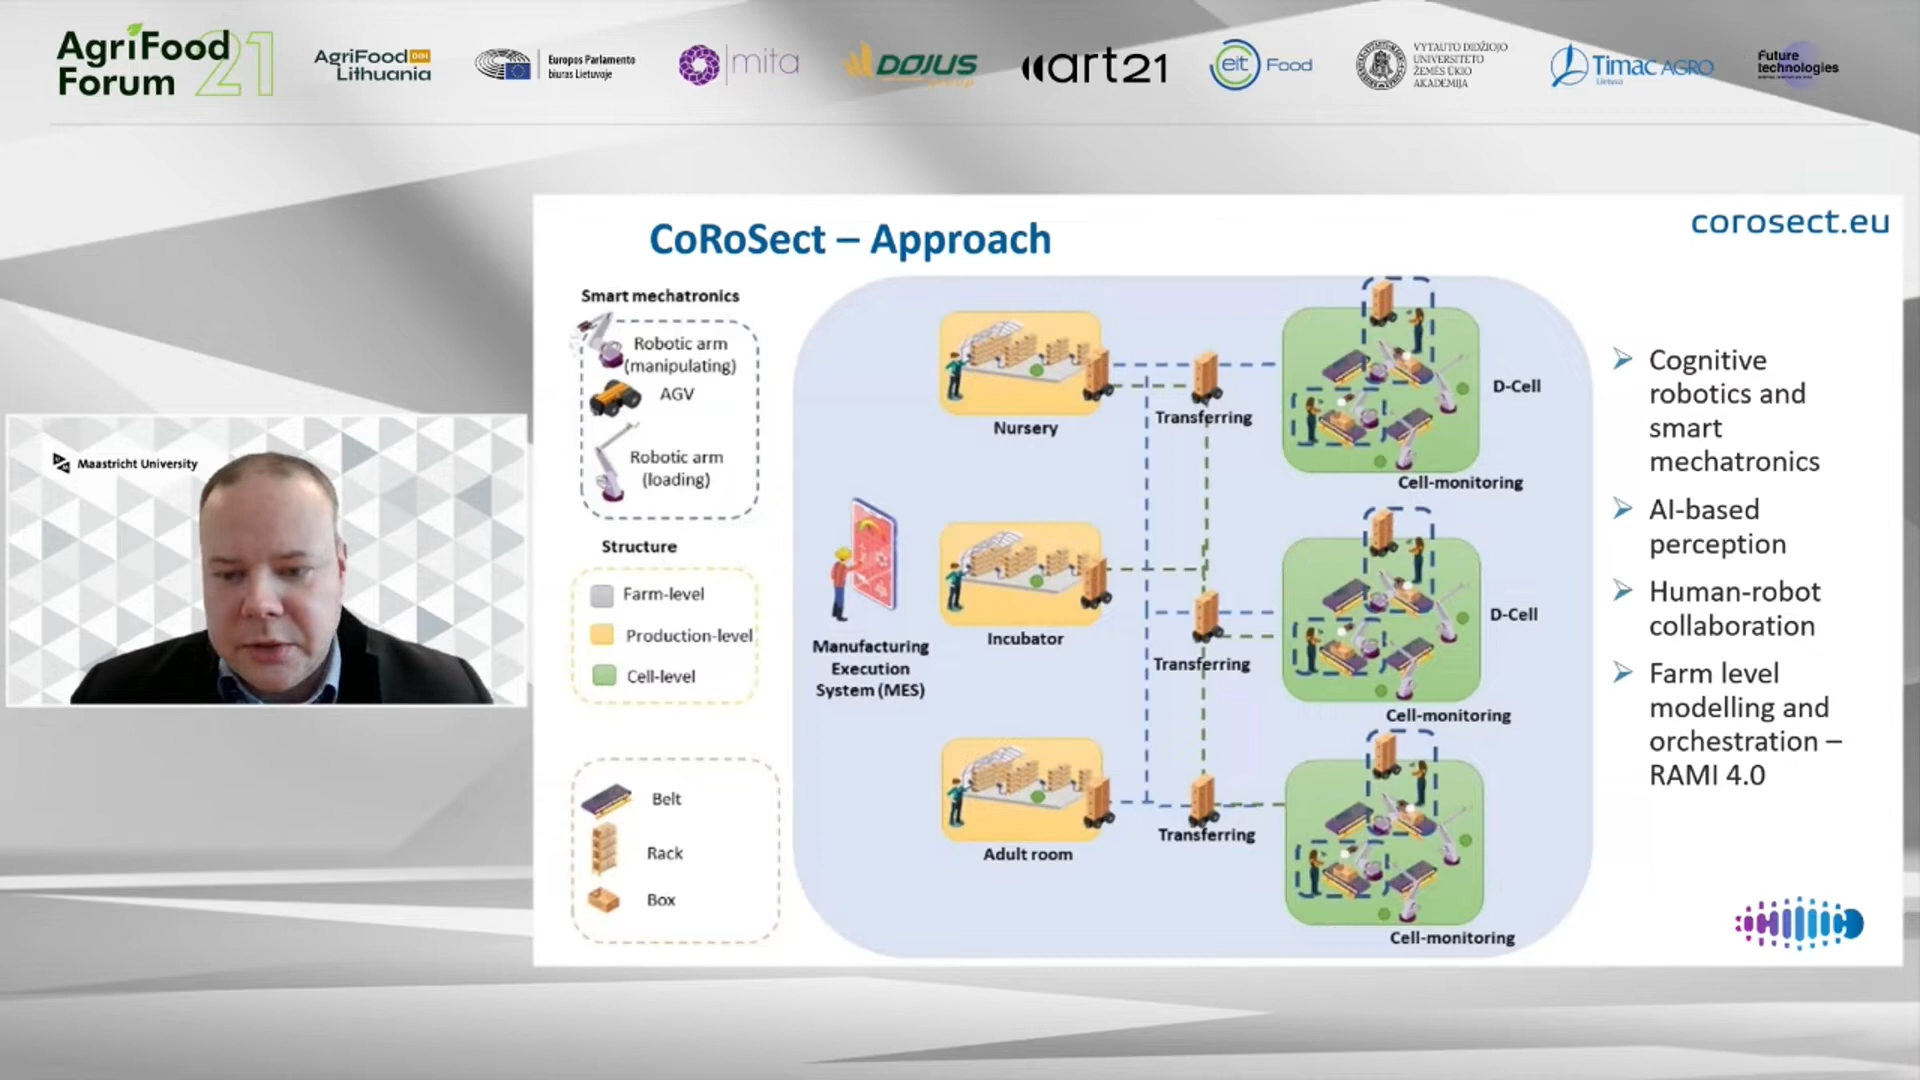 AgriFood
Forum 21
AgriFood DIH
Lithuania
Europos Parlamento
biuras Lietuvoje
mita
DOJUS
group
art21
eit Food
VYTAUTO DIDŽIOJO
UNIVERSITETO
ŽEMĖS ŪKIO
AKADEMIJA
Timac AGRO
Lietuva
Future
technologies
Maastricht University
CoRoSect – Approach
corosect.eu
Smart mechatronics
Robotic arm
(manipulating)
AGV
Robotic arm
(loading)
Structure
Farm-level
Production-level
Cell-level
Belt
Rack
Box
Manufacturing
Execution
System (MES)
Nursery
Transferring
D-Cell
Cell-monitoring
Incubator
Transferring
D-Cell
Cell-monitoring
Adult room
Transferring
Cell-monitoring
Cognitive
robotics and
smart
mechatronics
AI-based
perception
Human-robot
collaboration
Farm level
modelling and
orchestration –
RAMI 4.0